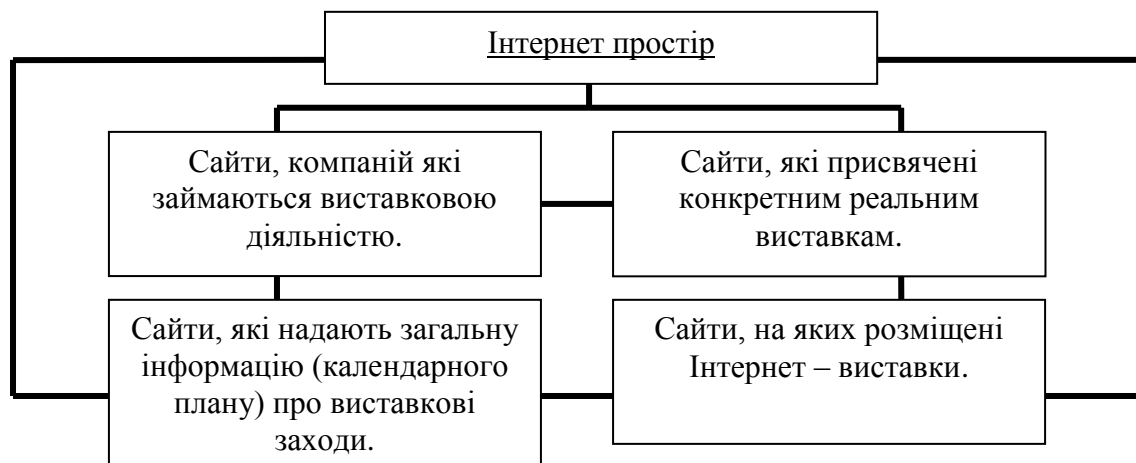 Інтернет простір
Сайти, компаній які
займаються виставковою
діяльністю.
Сайти, які присвячені
конкретним реальним
виставкам.
Сайти, які надають загальну
інформацію (календарного
плану) про виставкові
заходи.
Сайти, на яких розміщені
Інтернет – виставки.